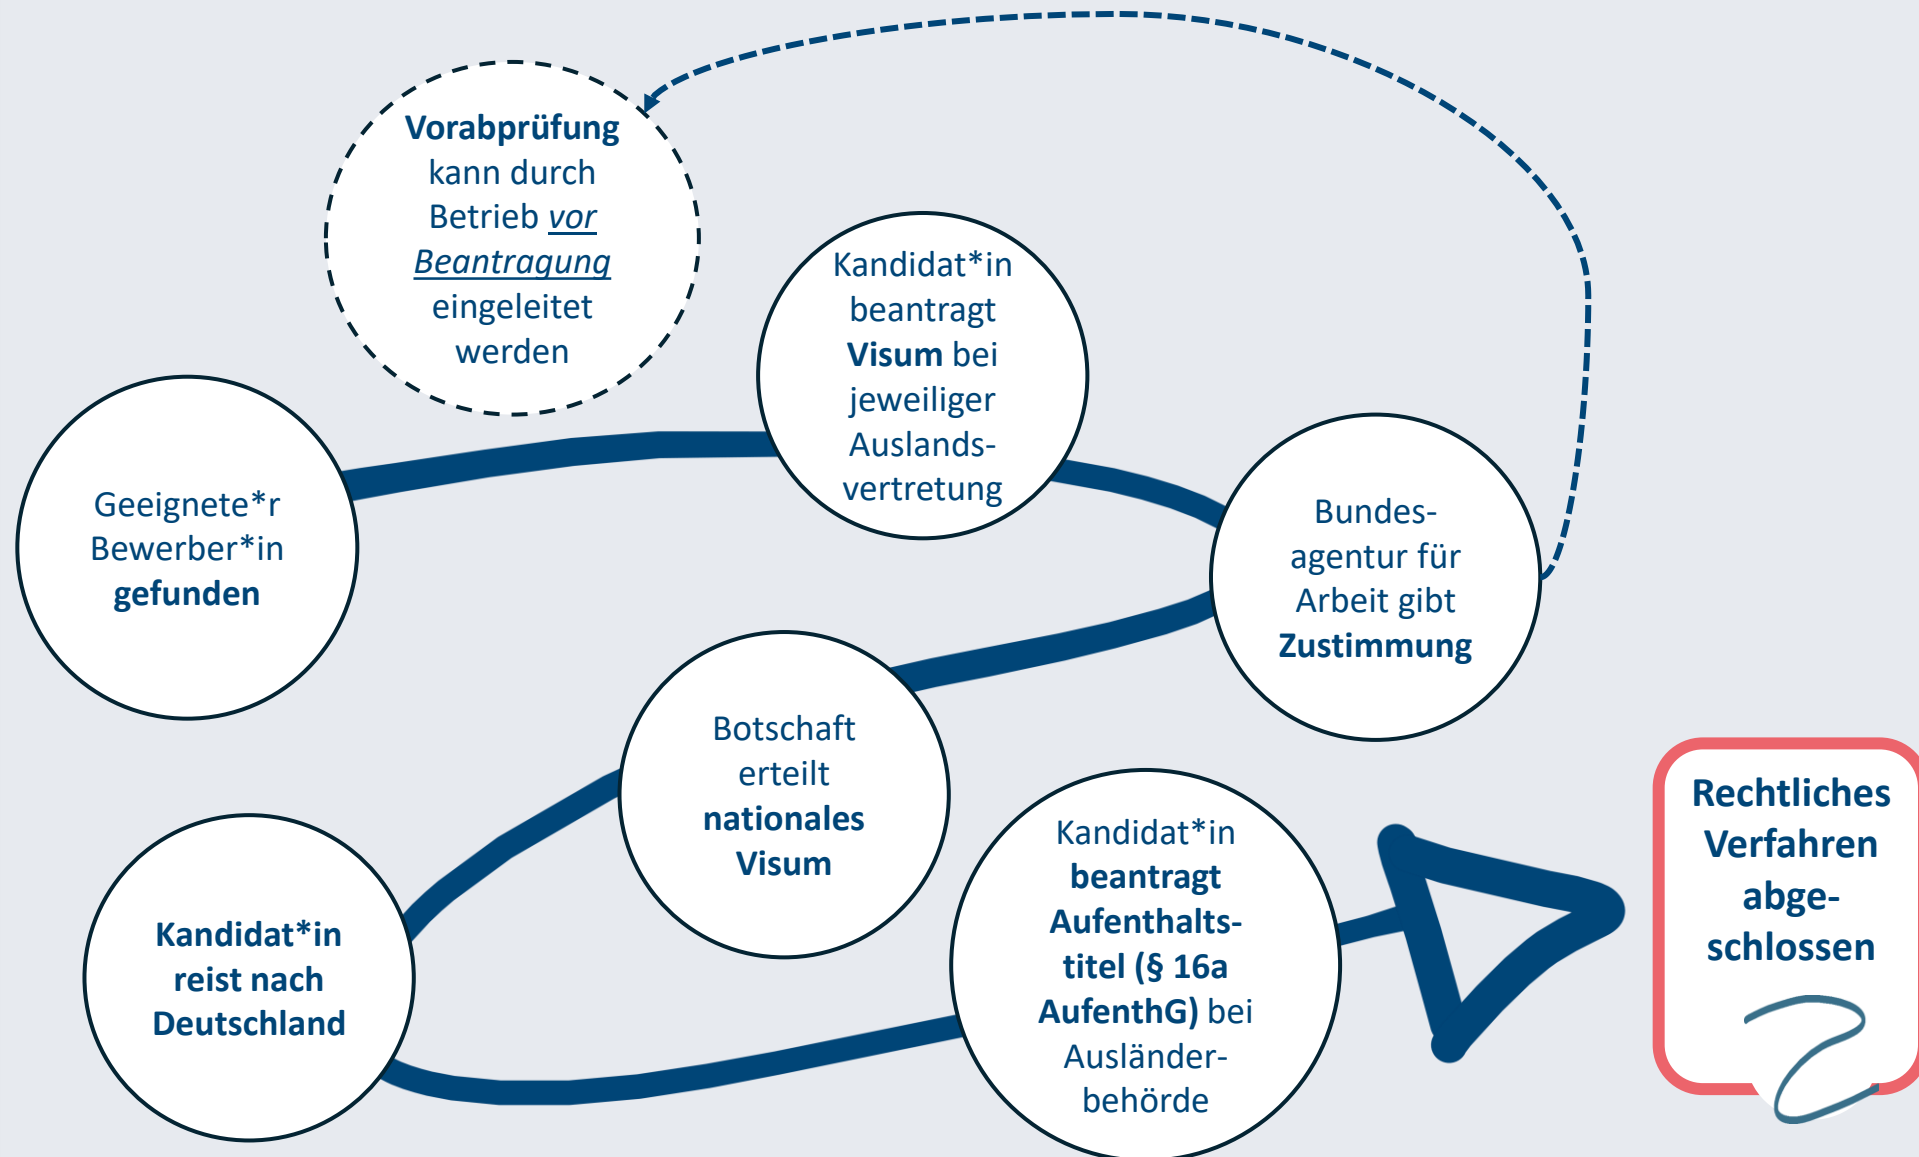 Vorabprüfung
kann durch
Betrieb vor
Beantragung
eingeleitet
werden
Geeignete*r
Bewerber*in
gefunden
Kandidat*in
beantragt
Visum bei
jeweiliger
Auslands-
vertretung
Bundes-
agentur für
Arbeit gibt
Zustimmung
Botschaft
erteilt
nationales
Visum
Kandidat*in
reist nach
Deutschland
Kandidat*in
beantragt
Aufenthalts-
titel (§ 16a
AufenthG) bei
Ausländer-
behörde
Rechtliches
Verfahren
abge-
schlossen